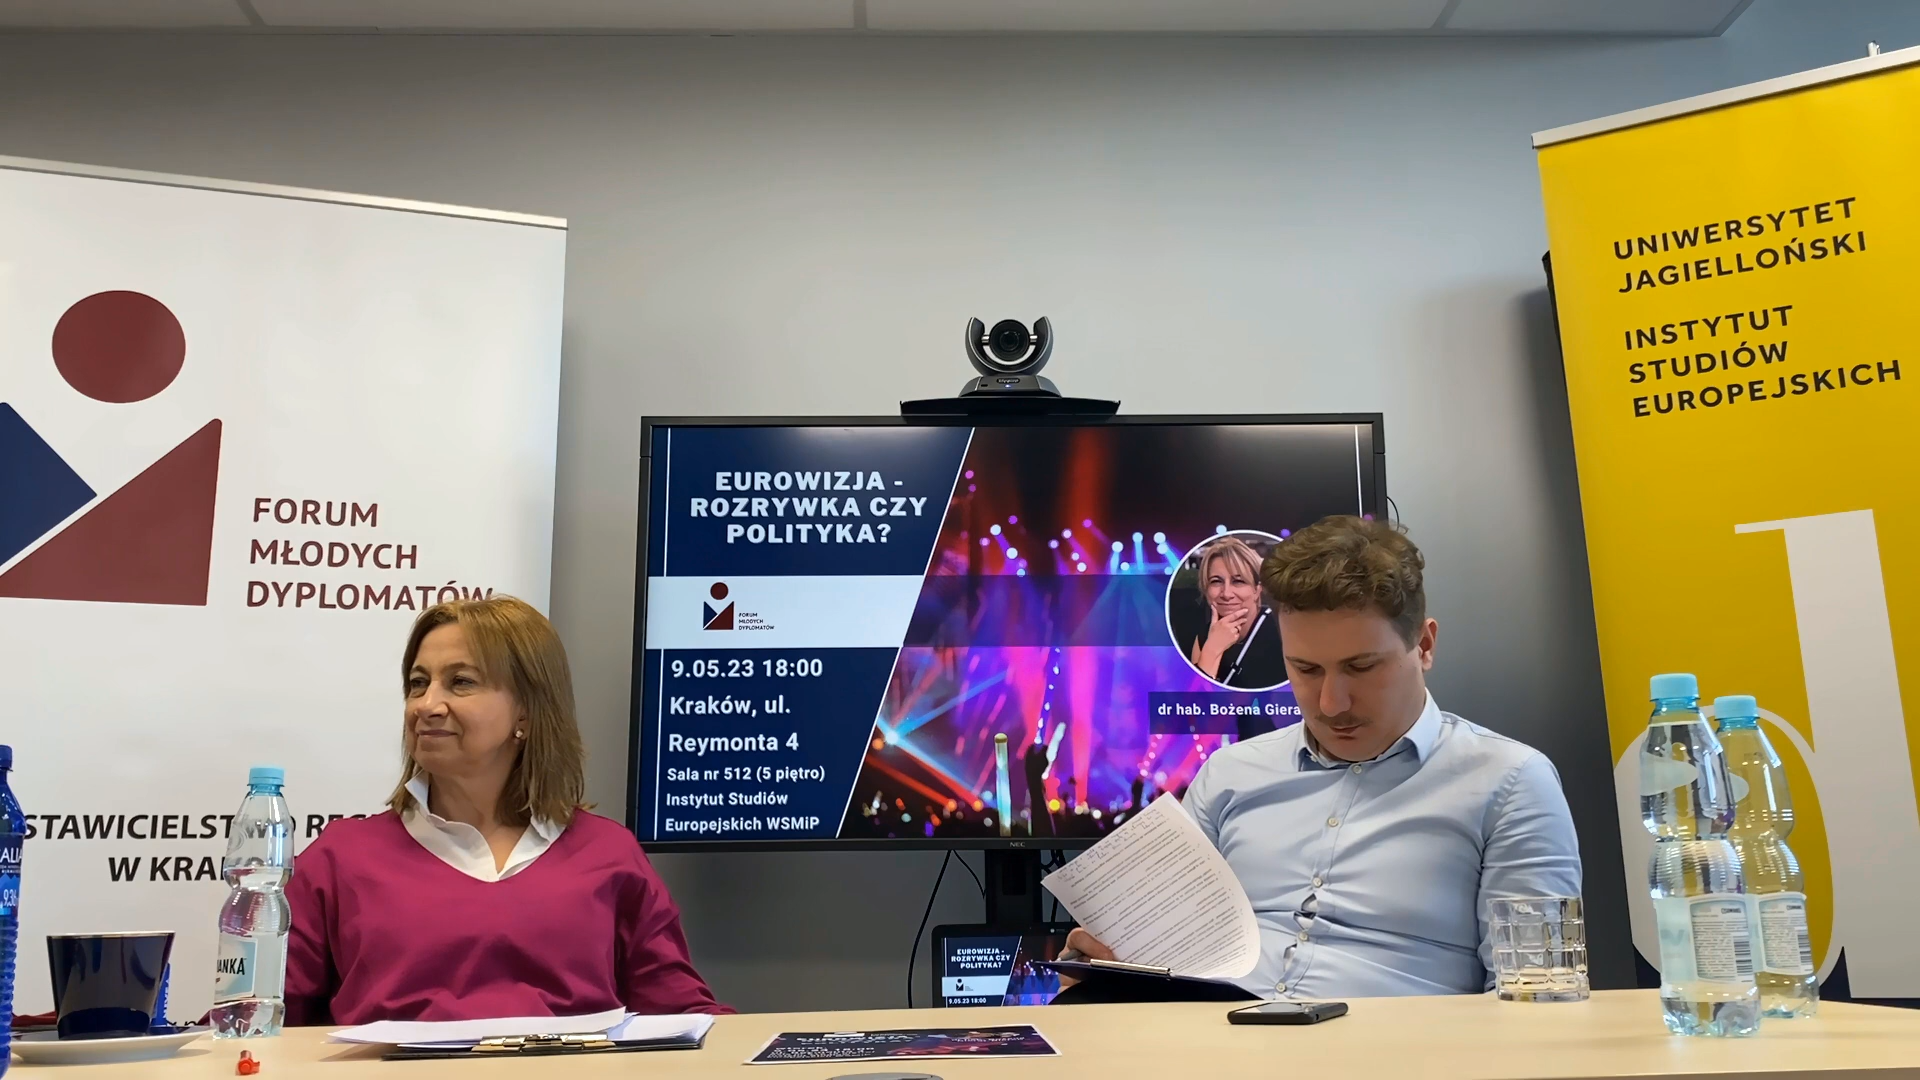 FORUM
MŁODYCH
DYPLOMATÓW
W KRA
EUROWIZJA -
ROZRYWKA CZY
POLITYKA?
FORUM
MŁODYCH
DYPLOMATÓW
9.05.23 18:00
Kraków, ul.
Reymonta 4
Sala nr 512 (5 piętro)
Instytut Studiów
Europejskich WSMiP
dr hab. Bożena Giera
NEC
UNIWERSYTET
JAGIELLOŃSKI
INSTYTUT
STUDIÓW
EUROPEJSKICH
EUROWIZJA -
ROZRYWKA CZY
POLITYKA?
9.05.23 18:00
EUROWIZJA